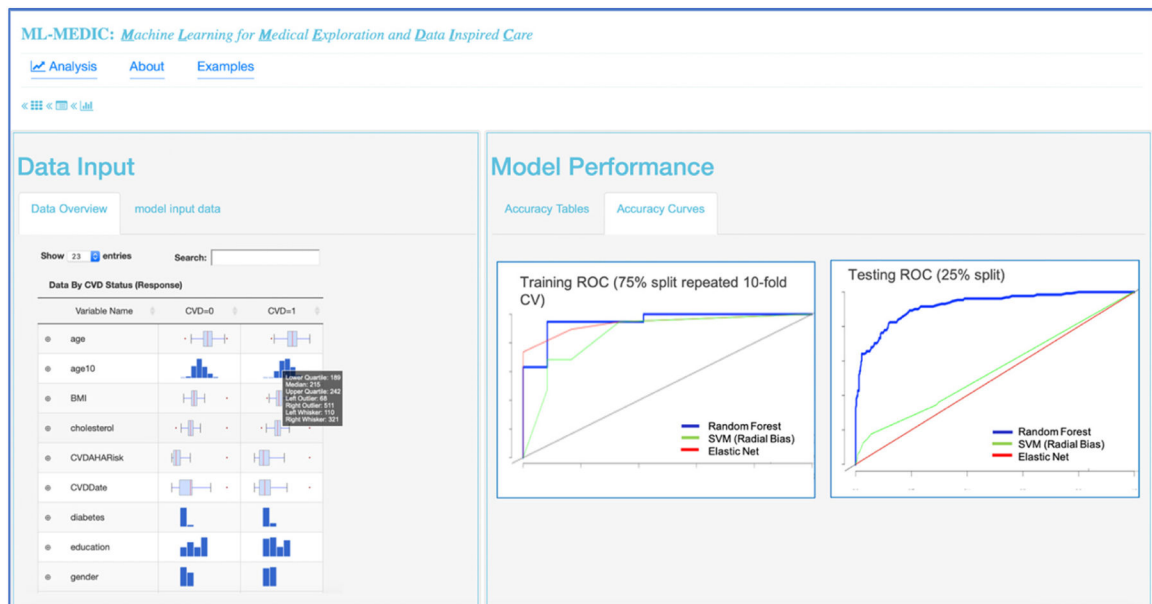 ML-MEDIC: Machine Learning for Medical Exploration and Data Inspired Care
Analysis About Examples
« « «
Data Input
Data Overview model input data
Show 23 entries Search:
Data By CVD Status (Response)
Variable Name CVD=0 CVD=1
age
age10
BMI
cholesterol
CVDAHARisk
CVDDate
diabetes
education
gender
Lower Quartile: 189
Median: 215
Upper Quartile: 242
Left Outlier: 68
Right Outlier: 511
Left Whisker: 110
Right Whisker: 321
Model Performance
Accuracy Tables Accuracy Curves
Training ROC (75% split repeated 10-fold
CV)
Random Forest
SVM (Radial Bias)
Elastic Net
Testing ROC (25% split)
Random Forest
SVM (Radial Bias)
Elastic Net